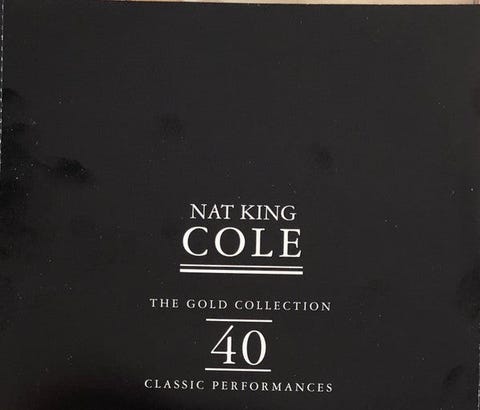 NAT KING
COLE
THE GOLD COLLECTION
40
CLASSIC PERFORMANCES